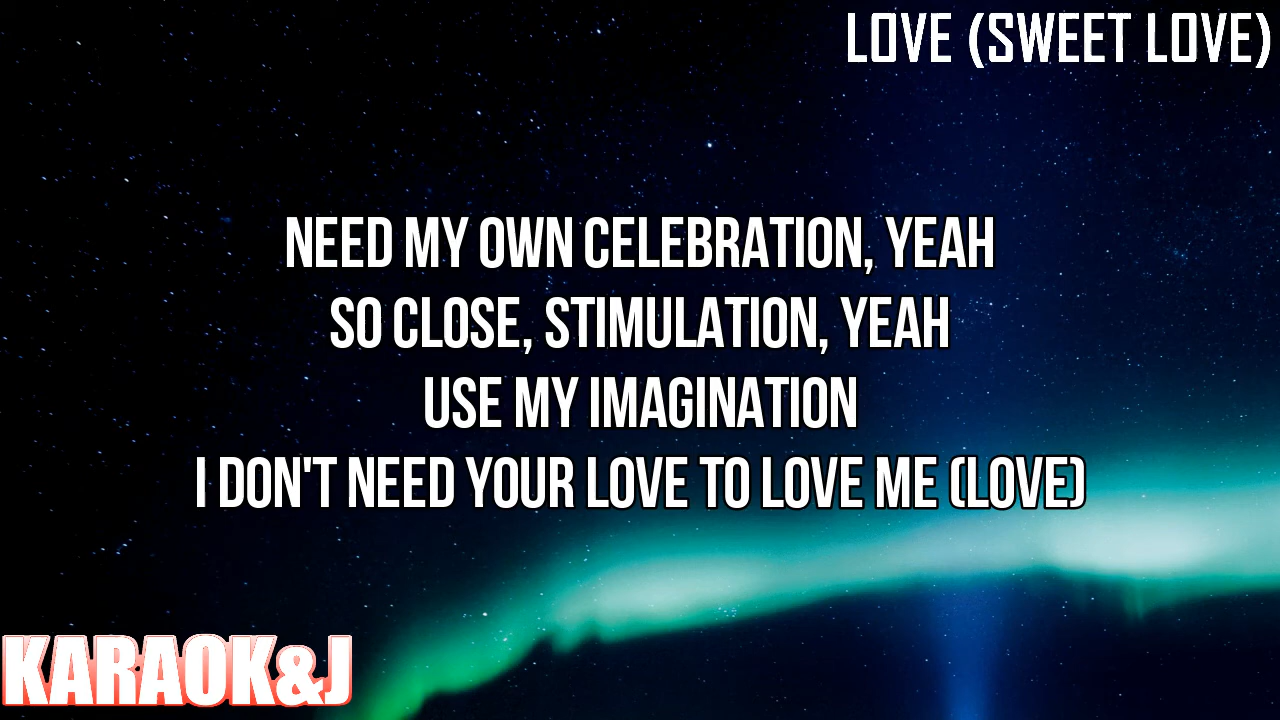 LOVE (SWEET LOVE)
NEED MY OWN CELEBRATION, YEAH
SO CLOSE, STIMULATION, YEAH
USE MY IMAGINATION
I DON'T NEED YOUR LOVE TO LOVE ME (LOVE)
KARAOK&J